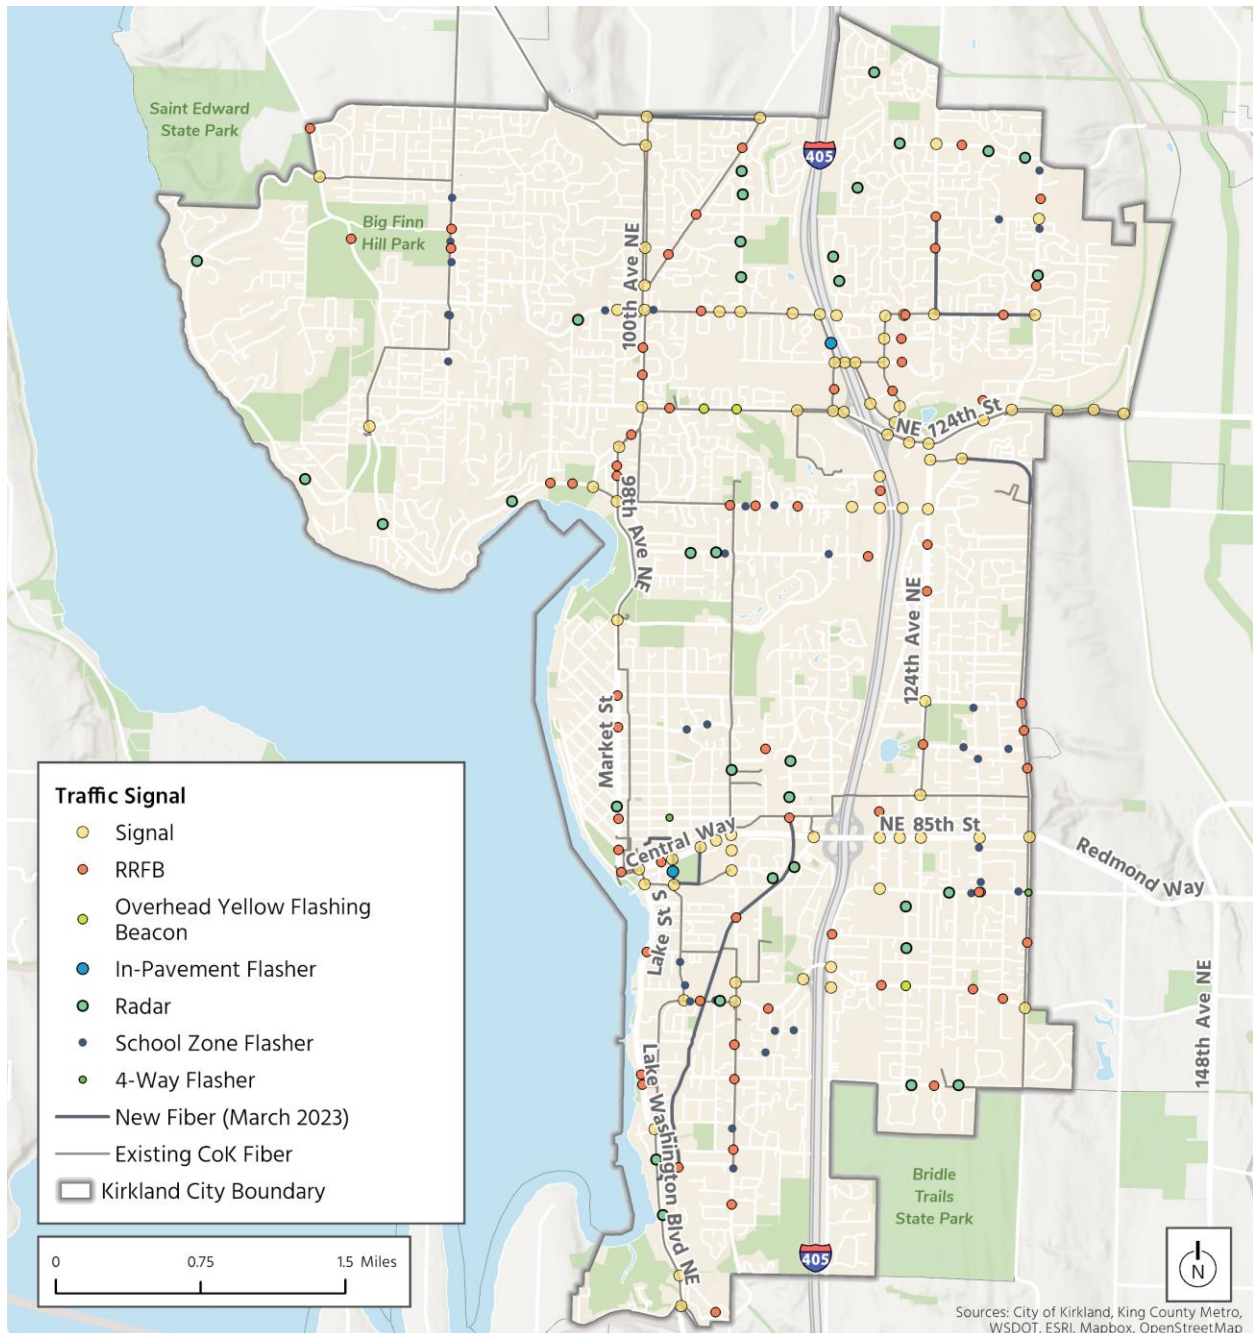 Saint Edward
State Park
Big Finn
Hill Park
405
100th Ave NE
NE 124th St
98th Ave NE
124th Ave NE
Market St
Central Way
NE 85th St
Redmond Way
Lake St S
Lake Washington Blvd NE
148th Ave NE
Bridle
Trails
State Park
405
Traffic Signal
Signal
RRFB
Overhead Yellow Flashing
Beacon
In-Pavement Flasher
Radar
School Zone Flasher
4-Way Flasher
New Fiber (March 2023)
Existing CoK Fiber
Kirkland City Boundary
0 0.75 1.5 Miles
N
Sources: City of Kirkland, King County Metro,
WSDOT, ESRI, Mapbox, OpenStreetMap